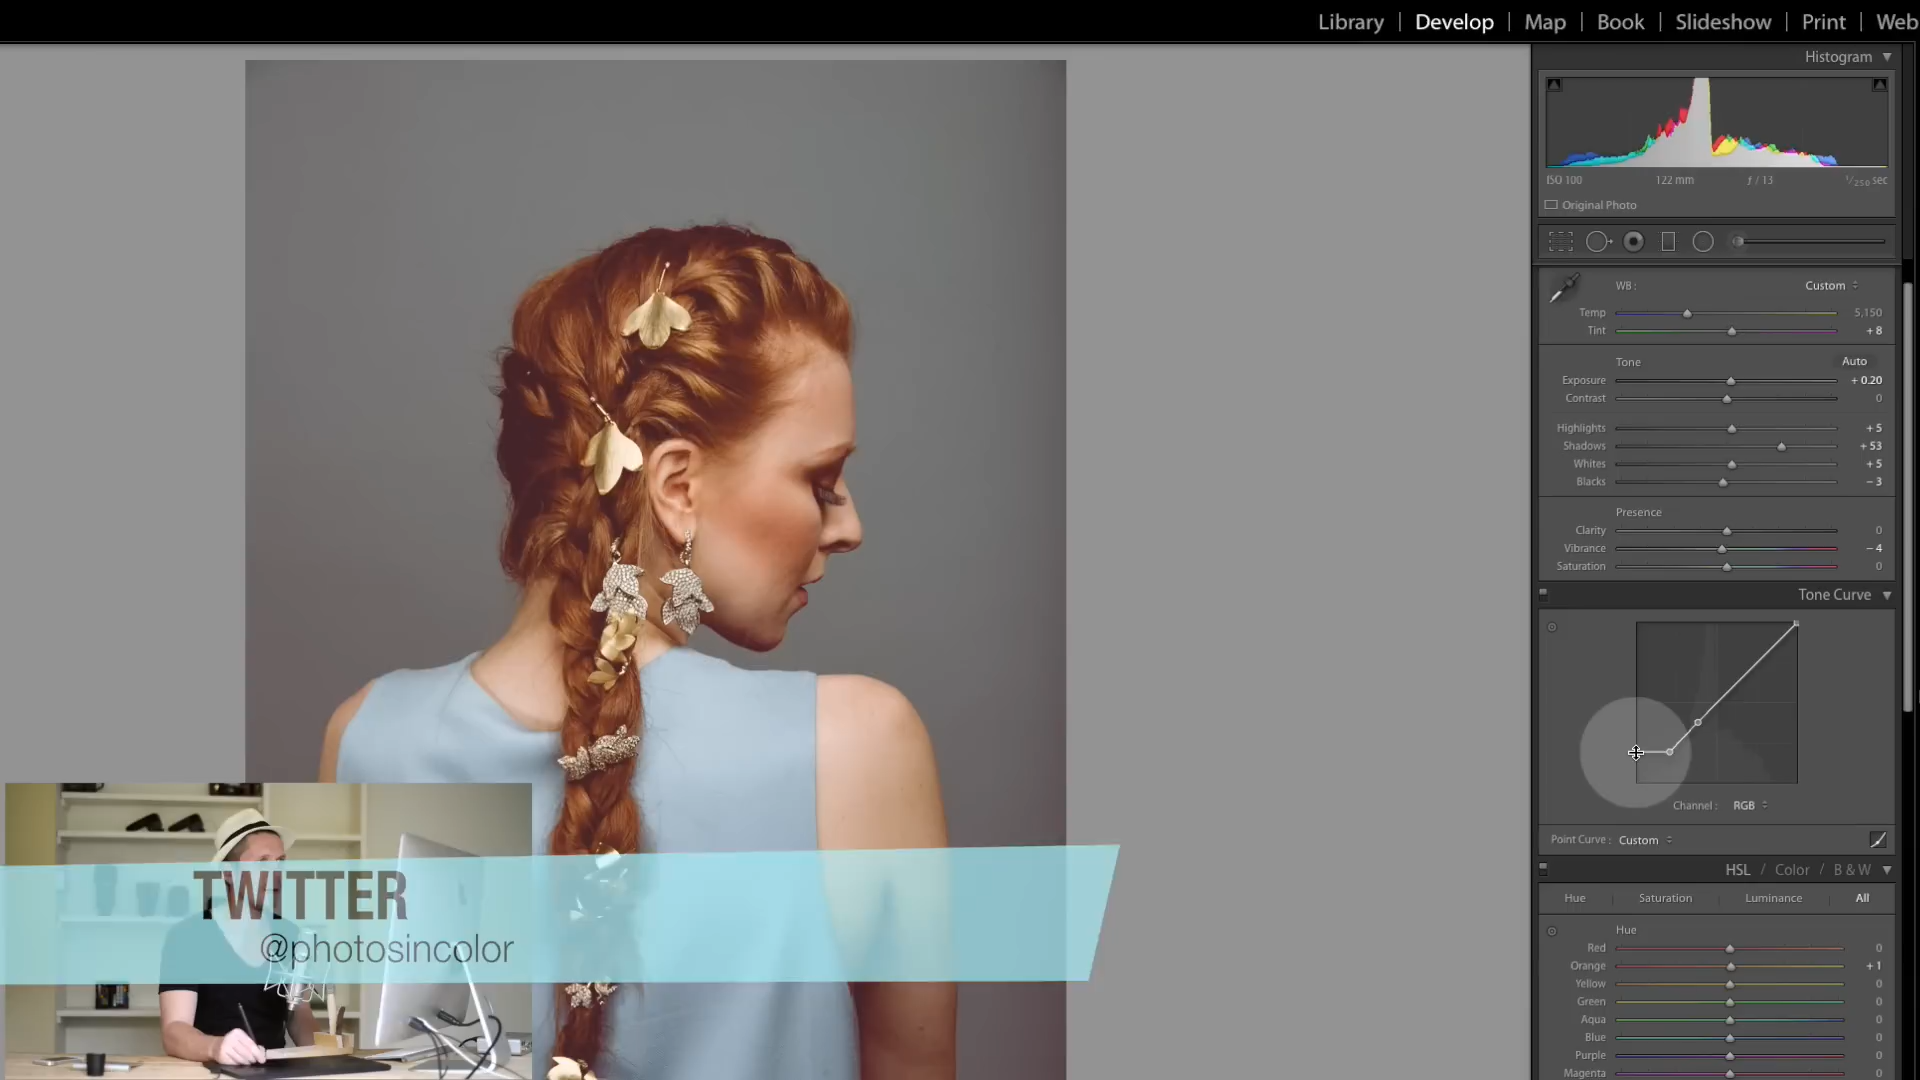 Library | Develop | Map | Book | Slideshow | Print | Web
Histogram
ISO 100 122 mm ƒ / 13 1/250 sec
Original Photo
WB : Custom
Temp 5,150
Tint + 8
Tone Auto
Exposure + 0.20
Contrast 0
Highlights + 5
Shadows + 53
Whites + 5
Blacks − 3
Presence
Clarity 0
Vibrance − 4
Saturation 0
Tone Curve
Channel : RGB
Point Curve : Custom
HSL / Color / B & W
Hue Saturation Luminance All
Hue
Red 0
Orange + 1
Yellow 0
Green 0
Aqua 0
Blue 0
Purple 0
Magenta 0
TWITTER
@photosincolor